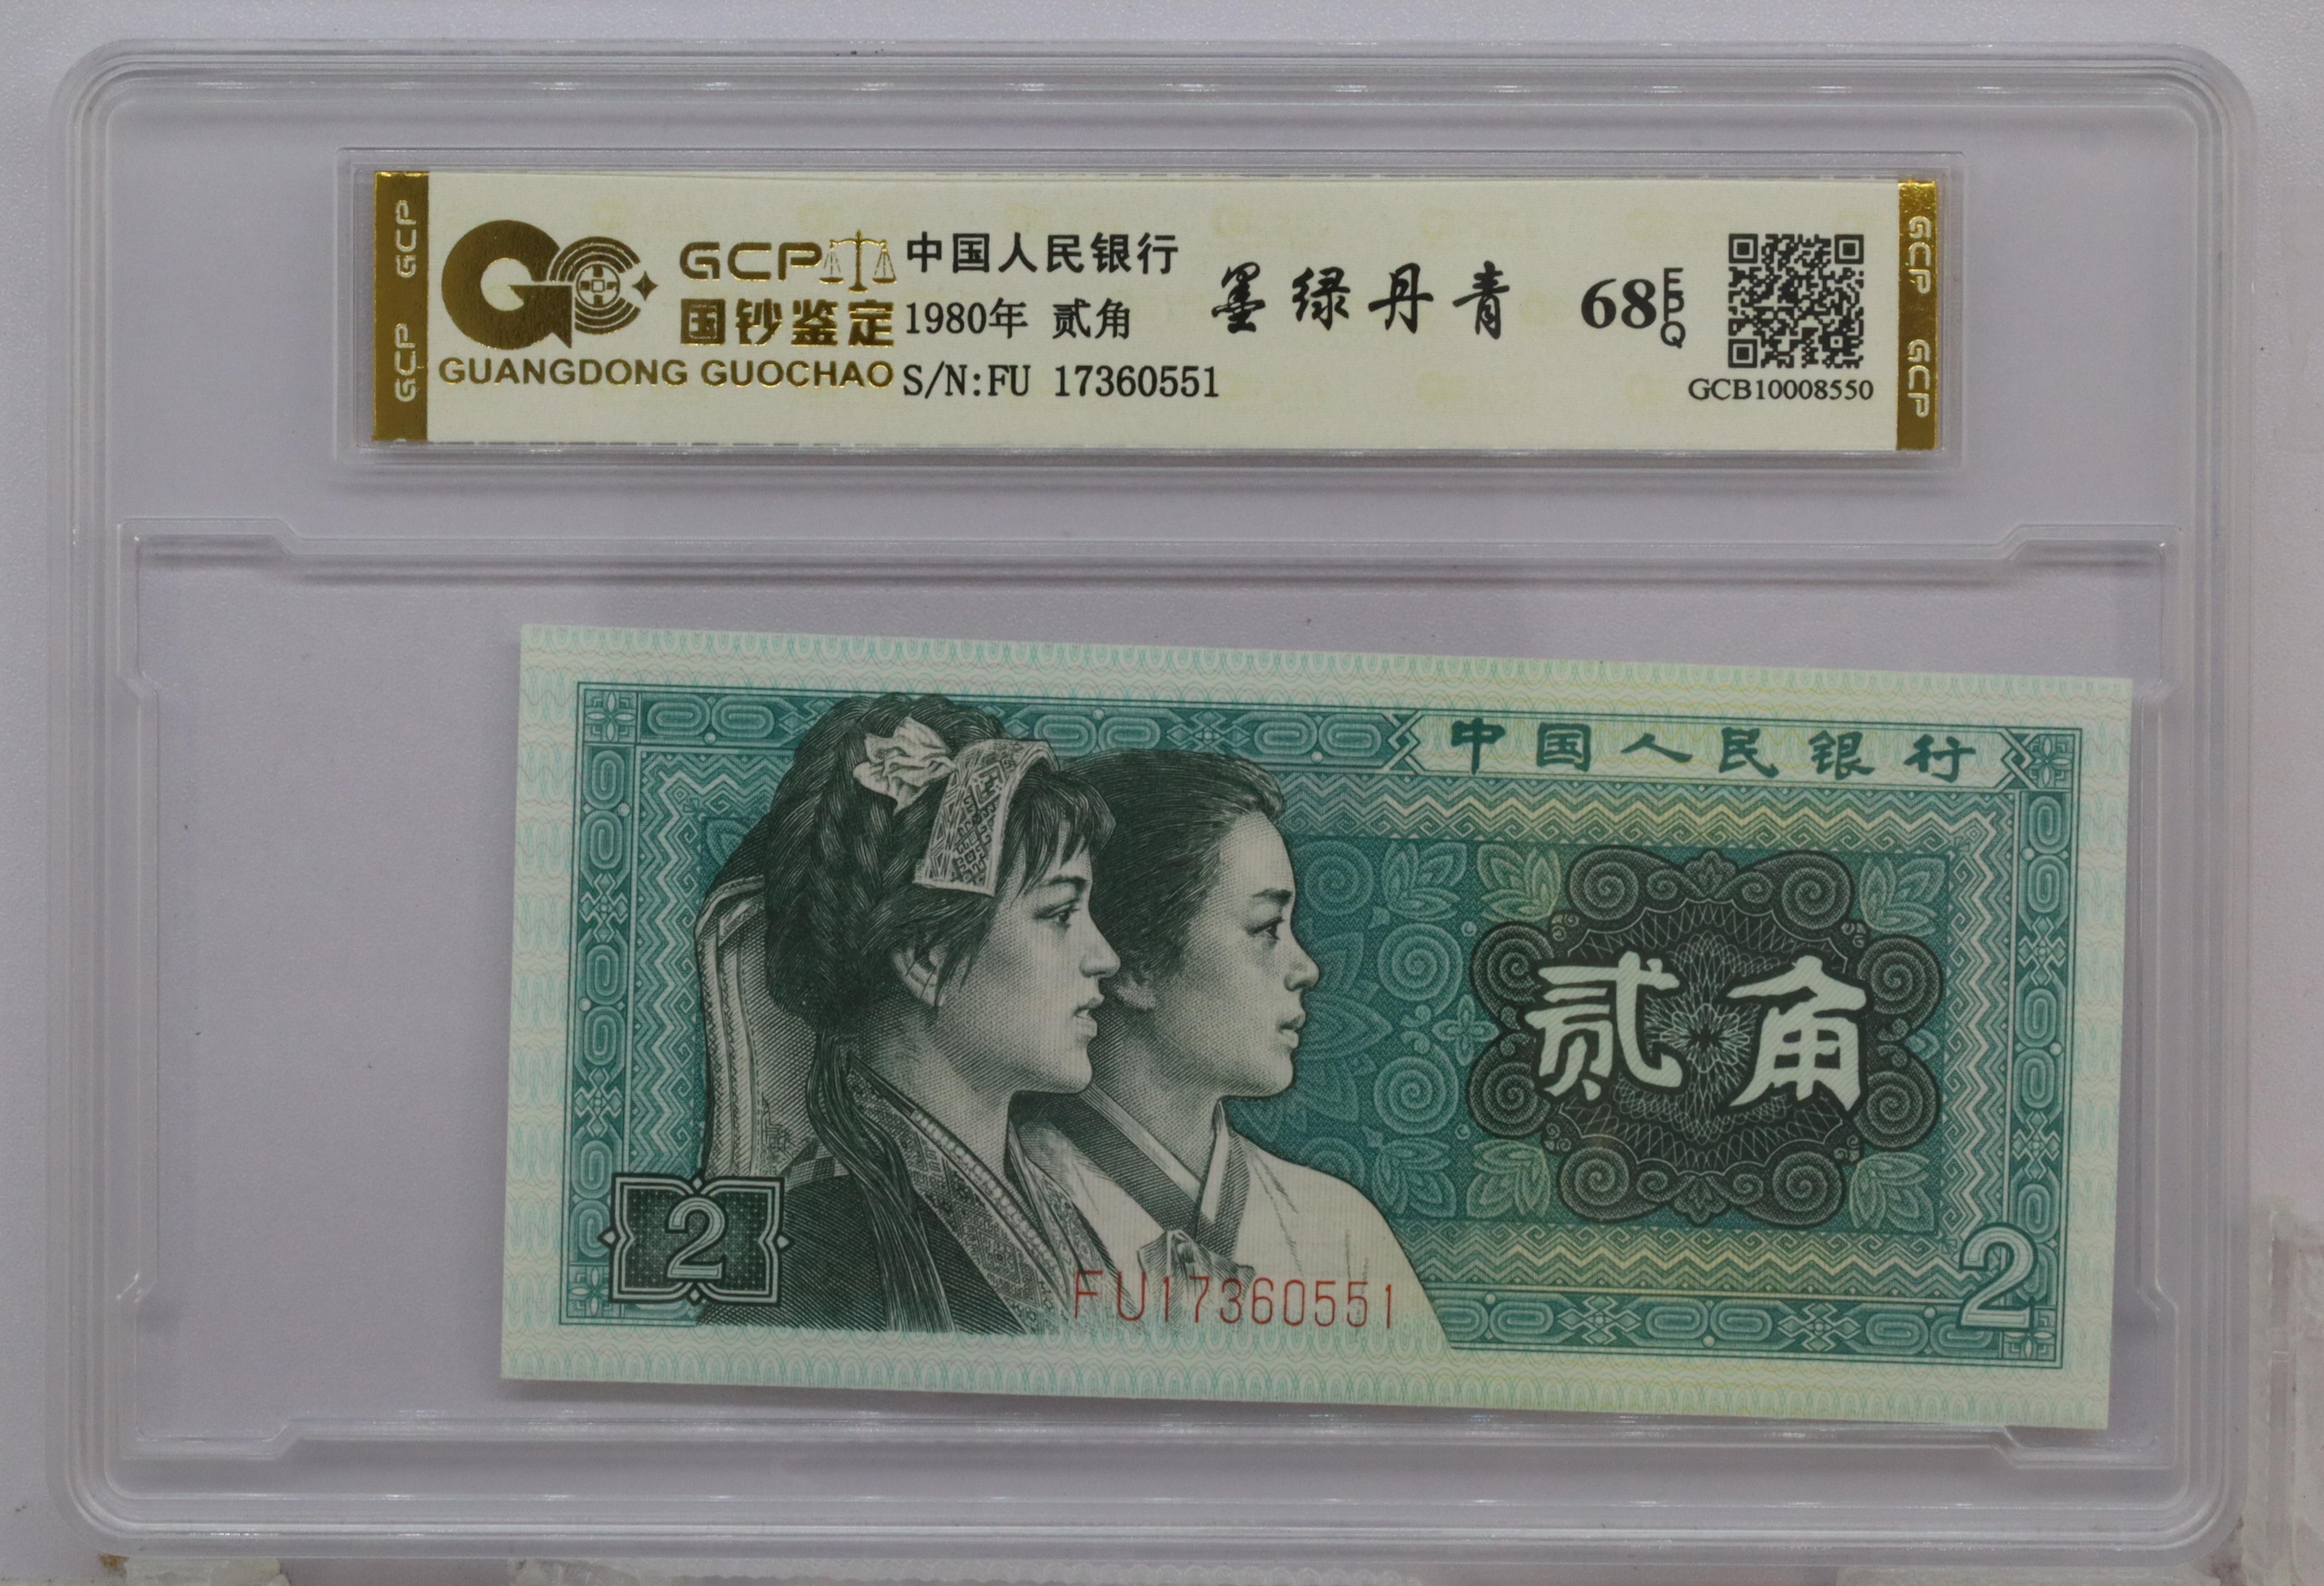 GCP GCP
GCP
国钞鉴定
GUANGDONG GUOCHAO
中国人民银行
1980年 贰角
S/N:FU 17360551
墨绿丹青
68 EPQ
GCB10008550
GCP GCP
中国人民银行
贰角
2
FU17360551
2